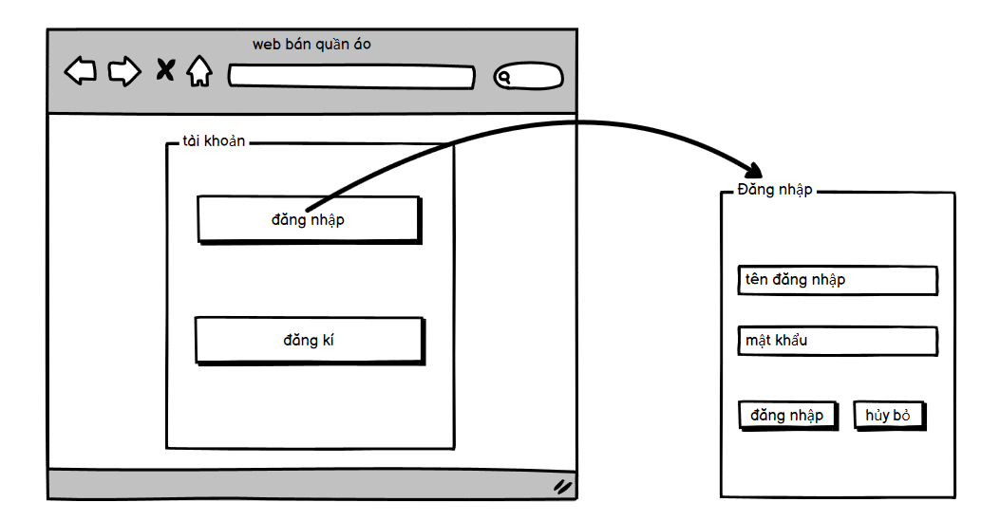 web bán quần áo
tài khoản
đăng nhập
đăng kí
Đăng nhập
tên đăng nhập
mật khẩu
đăng nhập
hủy bỏ